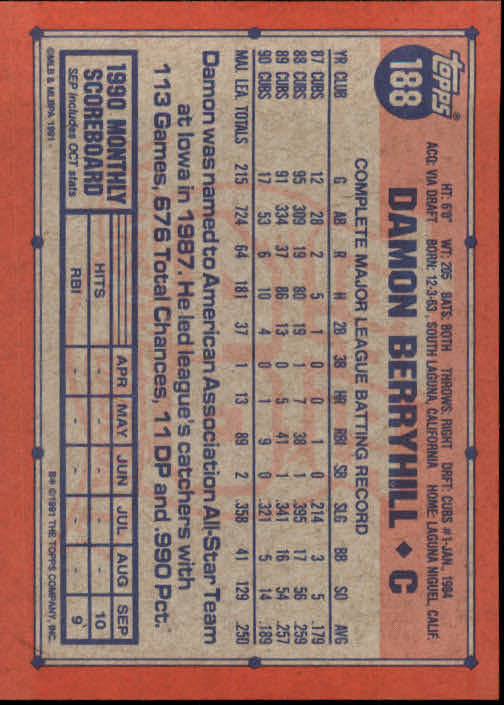 topps®
188
DAMON BERRYHILL ◆ C
HT: 6'0" WT: 205 BATS: BOTH THROWS: RIGHT DRFT: CUBS #1-JAN, 1984
ACQ: VIA DRAFT BORN: 12-3-63, SOUTH LAGUNA, CALIFORNIA HOME: LAGUNA NIGUEL, CALIF.
COMPLETE MAJOR LEAGUE BATTING RECORD
YR CLUB G AB R H 2B 3B HR RBI SB SLG BB SO AVG
87 CUBS 12 28 2 5 1 0 0 1 0 .214 3 5 .179
88 CUBS 95 309 19 80 19 1 7 38 1 .395 17 56 .259
89 CUBS 91 334 37 86 13 0 5 41 1 .341 16 54 .257
90 CUBS 17 53 6 10 4 0 1 9 0 .321 5 14 .189
MAJ. LEA. TOTALS 215 724 64 181 37 1 13 89 2 .358 41 129 .250
Damon was named to American Association All-Star Team
at Iowa in 1987. He led league's catchers with
113 Games, 676 Total Chances, 11 DP and .990 Pct.
1990 MONTHLY
SCOREBOARD
SEP includes OCT stats
APR MAY JUN JUL AUG SEP
HITS - - - - - 10
RBI - - - - - 9
©MLB & MLBPA 1991
B* ©1991 THE TOPPS COMPANY, INC.